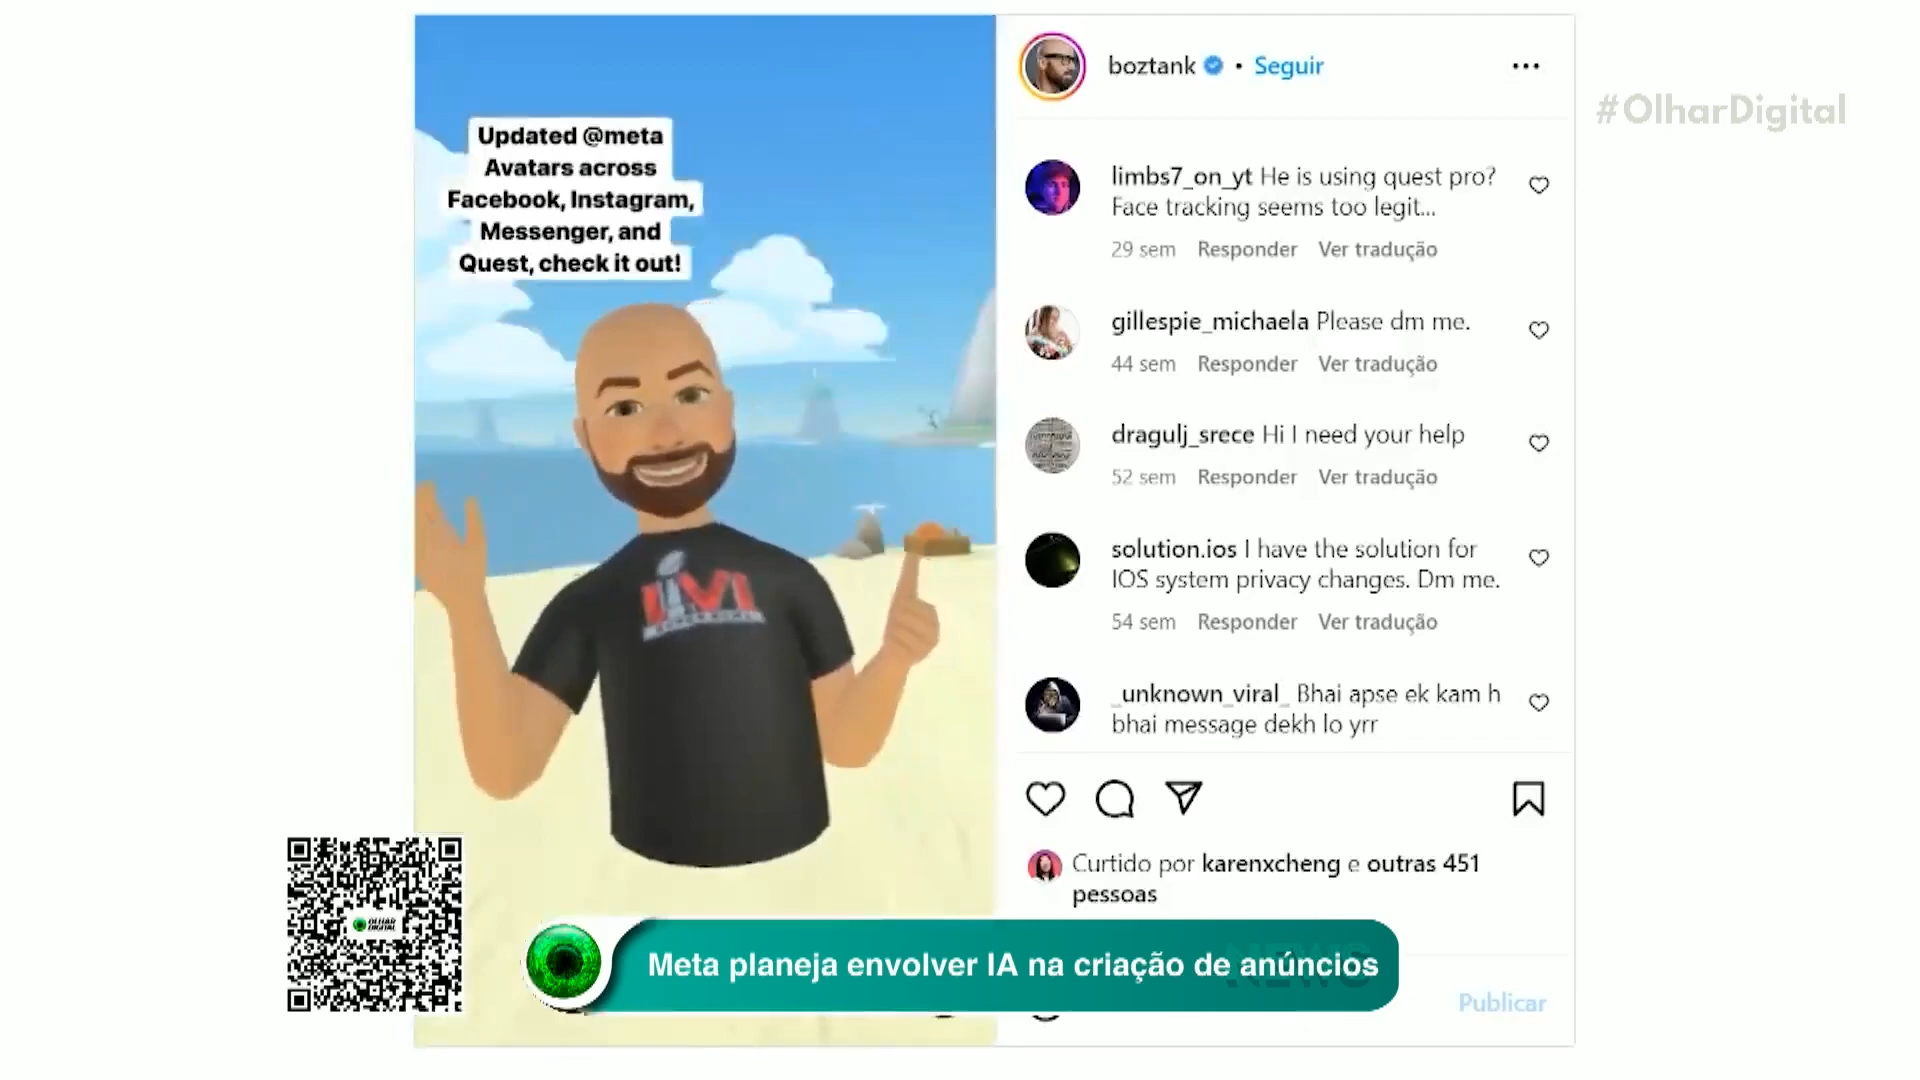 Updated @meta
Avatars across
Facebook, Instagram,
Messenger, and
Quest, check it out!
LVI
boztank • Seguir
#OlharDigital
limbs7_on_yt He is using quest pro?
Face tracking seems too legit...
29 sem Responder Ver tradução
gillespie_michaela Please dm me.
44 sem Responder Ver tradução
dragulj_srece Hi I need your help
52 sem Responder Ver tradução
solution.ios I have the solution for
IOS system privacy changes. Dm me.
54 sem Responder Ver tradução
_unknown_viral_ Bhai apse ek kam h
bhai message dekh lo yrr
Curtido por karenxcheng e outras 451
pessoas
OLHAR
DIGITAL
Meta planeja envolver IA na criação de anúncios
NEWS
Publicar